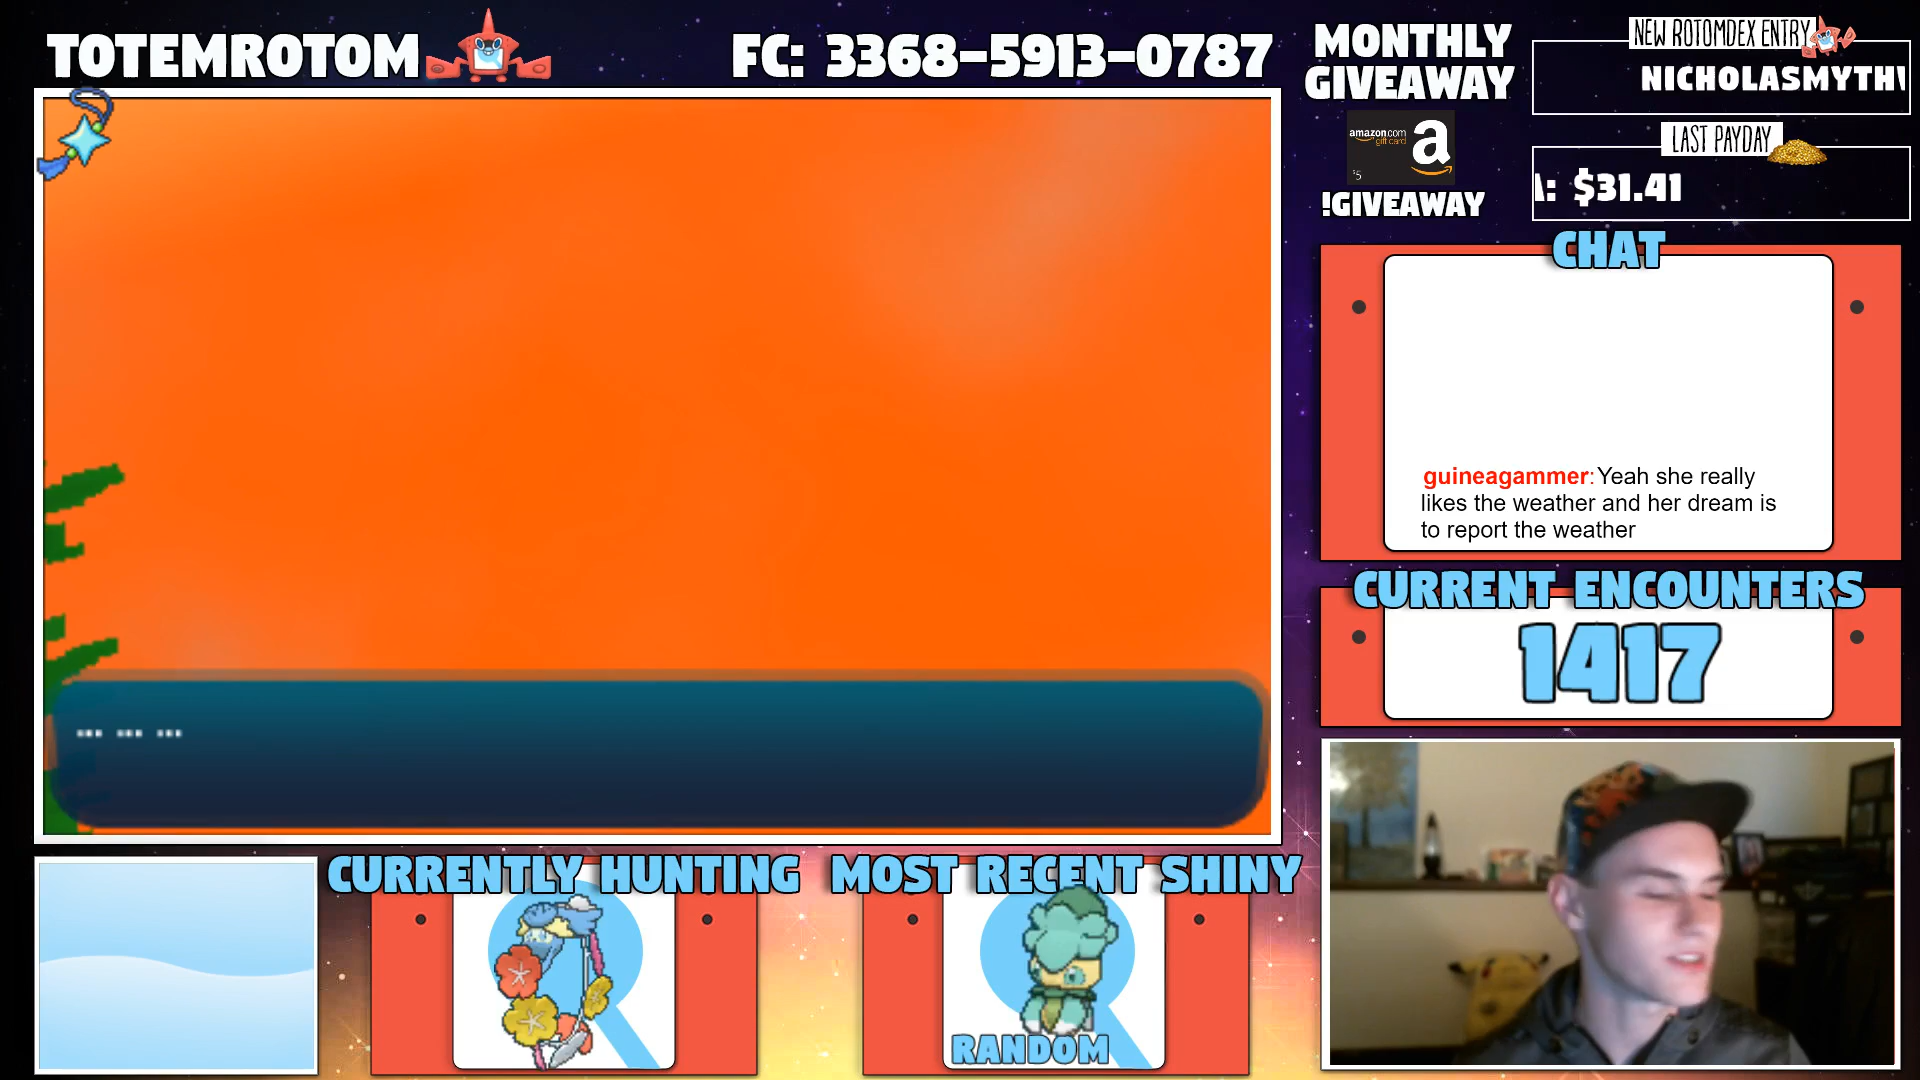 TOTEMROTOM
FC: 3368-5913-0787
MONTHLY
GIVEAWAY
amazon.com
gift card
a
$5
!GIVEAWAY
NEW ROTOMDEX ENTRY
NICHOLASMYTH
LAST PAYDAY
: $31.41
CHAT
guineagammer: Yeah she really
likes the weather and her dream is
to report the weather
CURRENT ENCOUNTERS
1417
... ... ...
CURRENTLY HUNTING
MOST RECENT SHINY
RANDOM